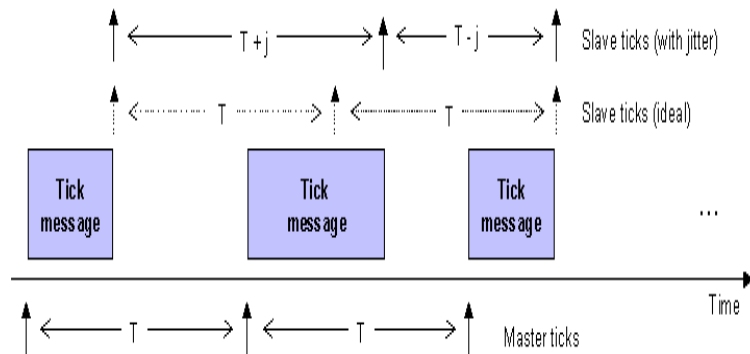 T + j
T - j
Slave ticks (with jitter)
T
T
Slave ticks (ideal)
Tick
message
Tick
message
Tick
message
...
Time
T
T
Master ticks